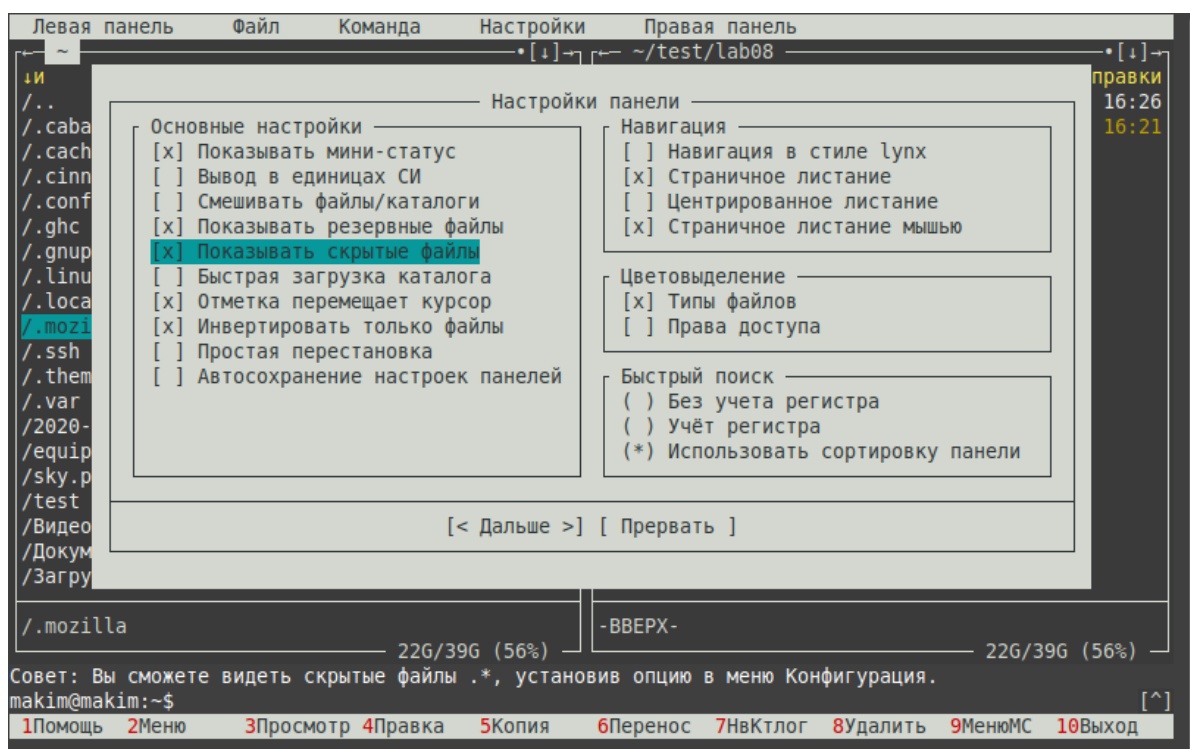 Левая панель Файл Команда Настройки Правая панель
~ •[↓] ~/test/lab08 •[↓]
↓и правки
/.. 16:26
/.caba 16:21
/.cach
/.cinn
/.conf
/.ghc
/.gnup
/.linu
/.loca
/.mozi
/.ssh
/.them
/.var
/2020-
/equip
/sky.p
/test
/Видео
/Докум
/Загру
Настройки панели
Основные настройки
[x] Показывать мини-статус
[ ] Вывод в единицах СИ
[ ] Смешивать файлы/каталоги
[x] Показывать резервные файлы
[x] Показывать скрытые файлы
[ ] Быстрая загрузка каталога
[x] Отметка перемещает курсор
[x] Инвертировать только файлы
[ ] Простая перестановка
[ ] Автосохранение настроек панелей
Навигация
[ ] Навигация в стиле lynx
[x] Страничное листание
[ ] Центрированное листание
[x] Страничное листание мышью
Цветовыделение
[x] Типы файлов
[ ] Права доступа
Быстрый поиск
( ) Без учета регистра
( ) Учёт регистра
(*) Использовать сортировку панели
[< Дальше >] [ Прервать ]
/.mozilla -ВВЕРХ-
22G/39G (56%) 22G/39G (56%)
Совет: Вы сможете видеть скрытые файлы .*, установив опцию в меню Конфигурация.
makim@makim:~$ [^]
1Помощь 2Меню 3Просмотр 4Правка 5Копия 6Перенос 7НвКтлог 8Удалить 9МенюMC 10Выход